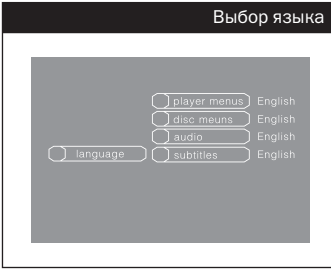 Выбор языка
player menus English
disc meuns English
audio English
language subtitles English